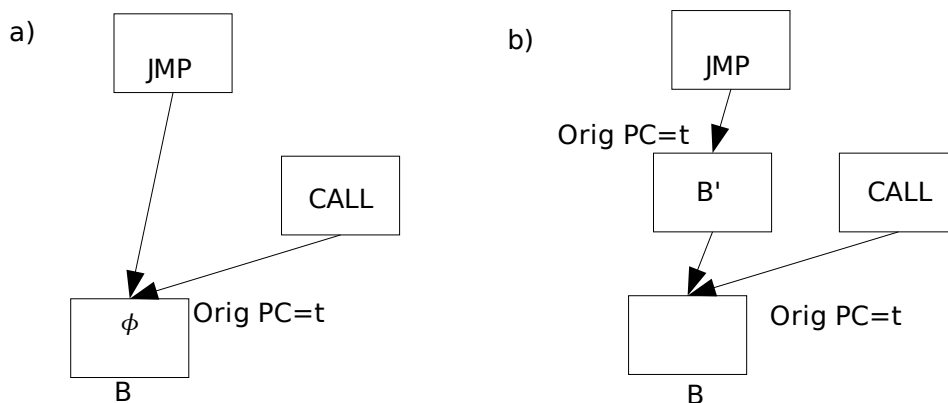 a)
JMP
CALL
Orig PC=t
ϕ
B
b)
JMP
Orig PC=t
B'
CALL
Orig PC=t
B